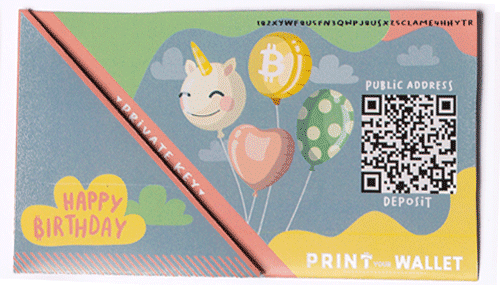 PUBLIC ADDRESS
DEPOSIT
PRIVATE KEY
HAPPY
BIRTHDAY
PRINT YOUR WALLET